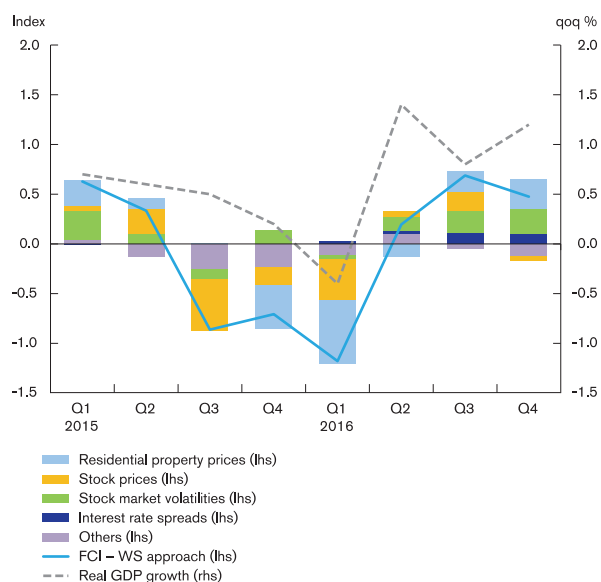 Index
qoq %
2.0
2.0
1.5
1.5
1.0
1.0
0.5
0.5
0.0
0.0
-0.5
-0.5
-1.0
-1.0
-1.5
-1.5
Q1 Q2 Q3 Q4 Q1 Q2 Q3 Q4
2015 2016
Residential property prices (lhs)
Stock prices (lhs)
Stock market volatilities (lhs)
Interest rate spreads (lhs)
Others (lhs)
FCI – WS approach (lhs)
Real GDP growth (rhs)